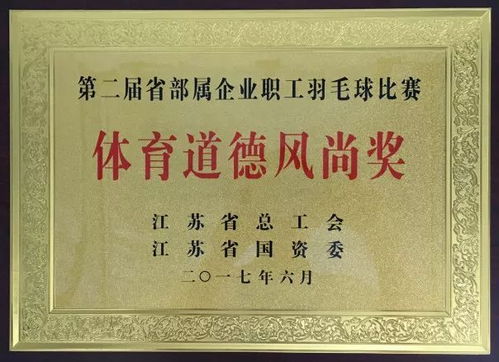 第二届省部属企业职工羽毛球比赛
体育道德风尚奖
江苏省总工会
江苏省国资委
二〇一七年六月